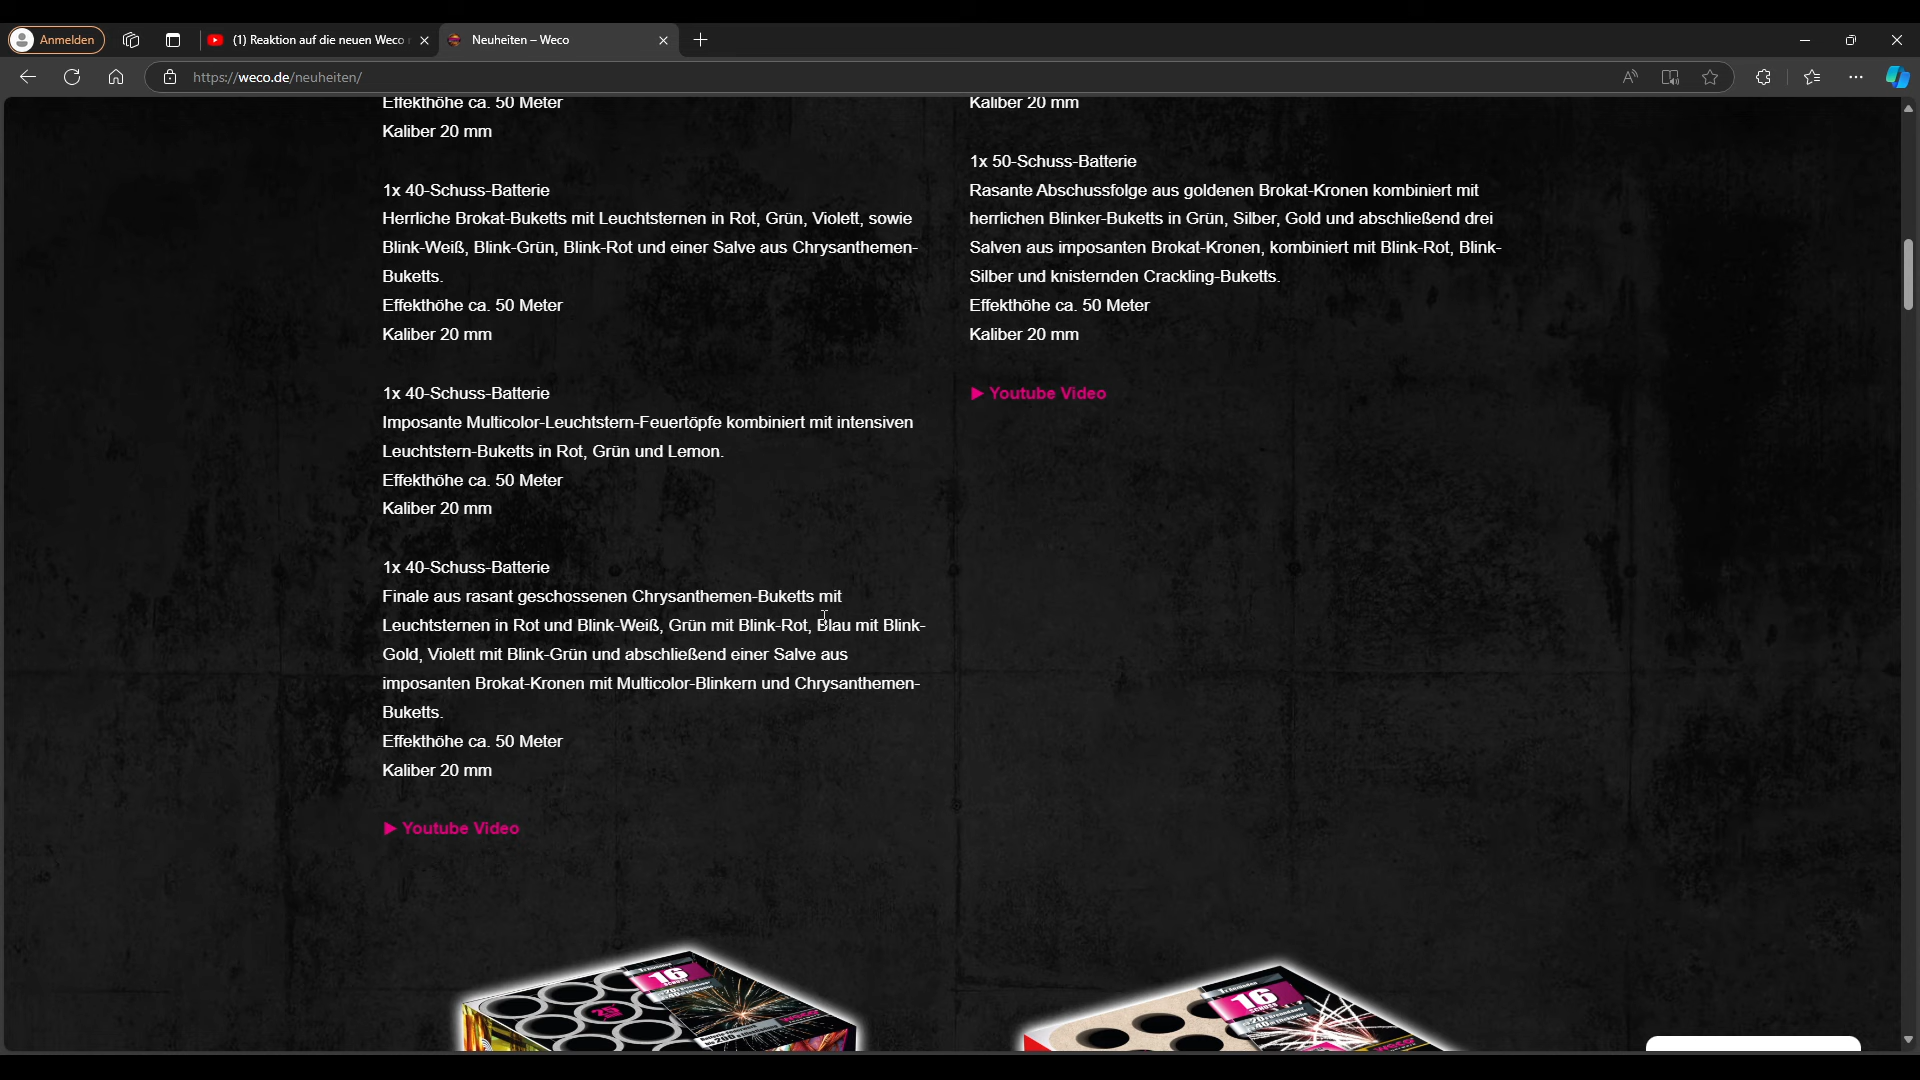 Anmelden
(1) Reaktion auf die neuen Weco
Neuheiten – Weco
https://weco.de/neuheiten/
Effekthöhe ca. 50 Meter
Kaliber 20 mm
1x 40-Schuss-Batterie
Herrliche Brokat-Buketts mit Leuchtsternen in Rot, Grün, Violett, sowie
Blink-Weiß, Blink-Grün, Blink-Rot und einer Salve aus Chrysanthemen-
Buketts.
Effekthöhe ca. 50 Meter
Kaliber 20 mm
1x 40-Schuss-Batterie
Imposante Multicolor-Leuchtstern-Feuertöpfe kombiniert mit intensiven
Leuchtstern-Buketts in Rot, Grün und Lemon.
Effekthöhe ca. 50 Meter
Kaliber 20 mm
1x 40-Schuss-Batterie
Finale aus rasant geschossenen Chrysanthemen-Buketts mit
Leuchtsternen in Rot und Blink-Weiß, Grün mit Blink-Rot, Blau mit Blink-
Gold, Violett mit Blink-Grün und abschließend einer Salve aus
imposanten Brokat-Kronen mit Multicolor-Blinkern und Chrysanthemen-
Buketts.
Effekthöhe ca. 50 Meter
Kaliber 20 mm
▶ Youtube Video
Kaliber 20 mm
1x 50-Schuss-Batterie
Rasante Abschussfolge aus goldenen Brokat-Kronen kombiniert mit
herrlichen Blinker-Buketts in Grün, Silber, Gold und abschließend drei
Salven aus imposanten Brokat-Kronen, kombiniert mit Blink-Rot, Blink-
Silber und knisternden Crackling-Buketts.
Effekthöhe ca. 50 Meter
Kaliber 20 mm
▶ Youtube Video
16
SCHUSS
16
SCHUSS